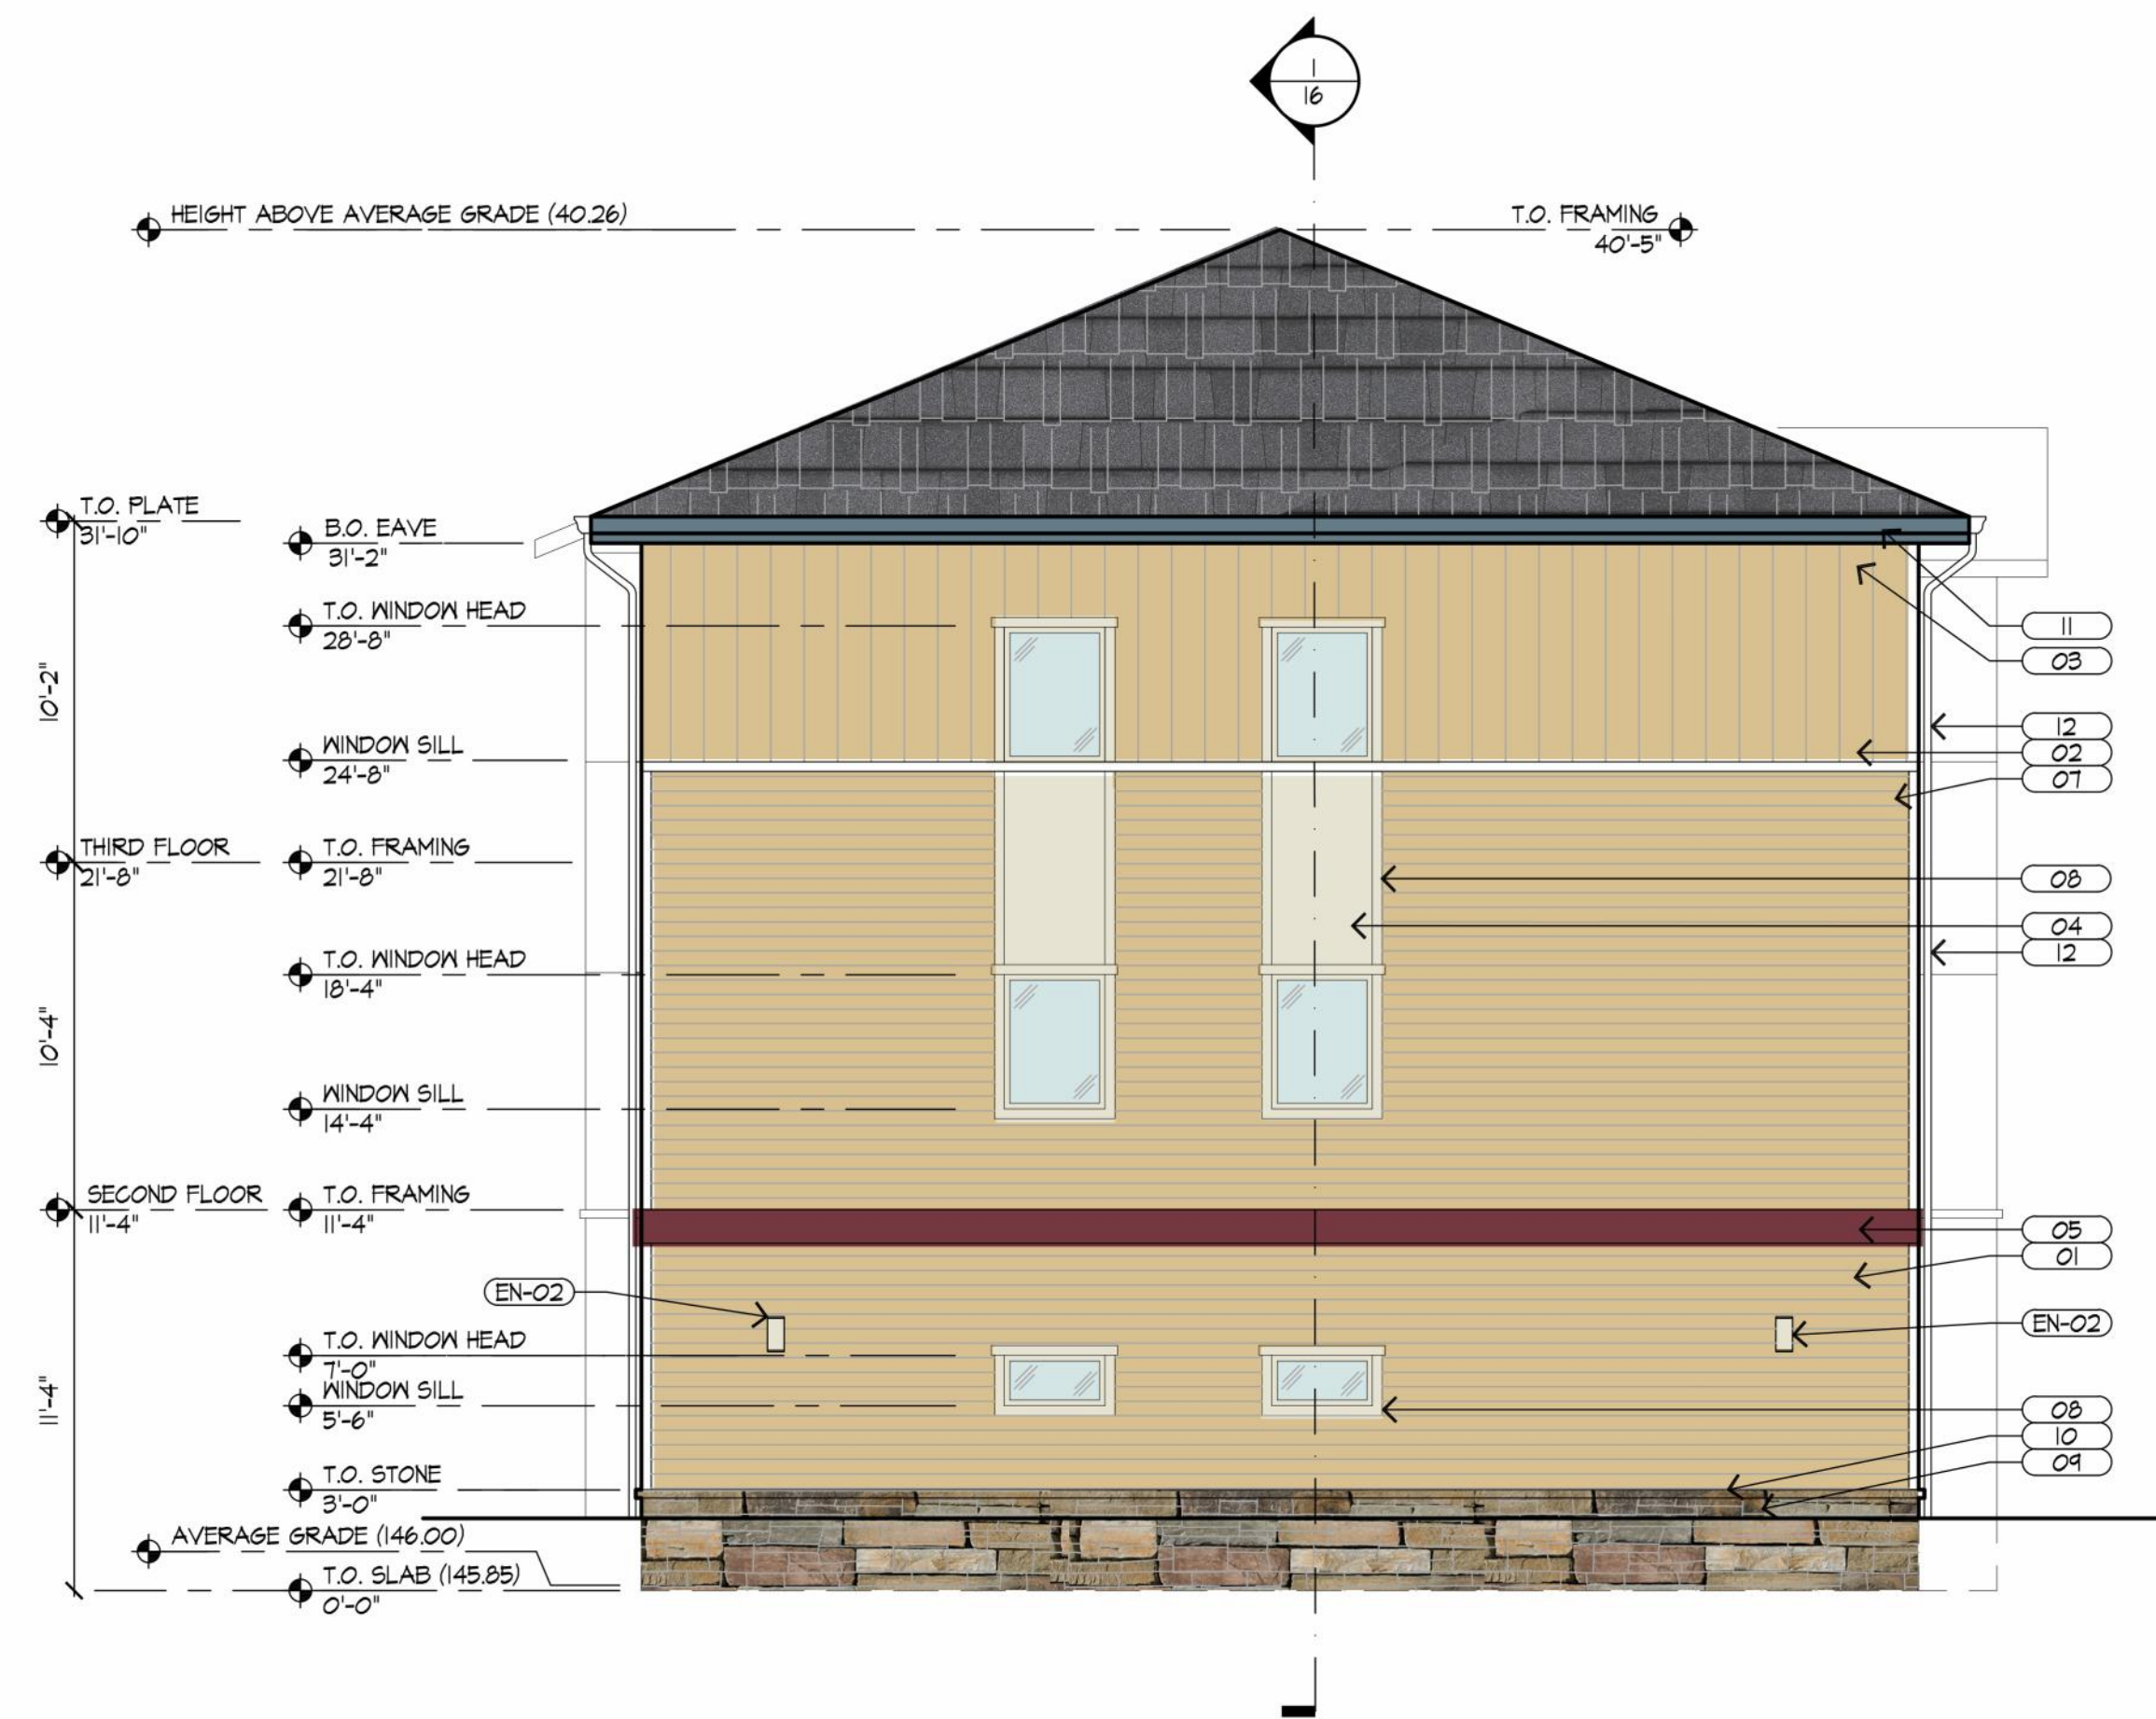 1
16
HEIGHT ABOVE AVERAGE GRADE (40.26)
T.O. FRAMING
40'-5"
T.O. PLATE
31'-10"
B.O. EAVE
31'-2"
T.O. WINDOW HEAD
28'-8"
11
03
10'-2"
12
WINDOW SILL
24'-8"
02
07
THIRD FLOOR
21'-8"
T.O. FRAMING
21'-8"
08
04
12
T.O. WINDOW HEAD
18'-4"
10'-4"
WINDOW SILL
14'-4"
SECOND FLOOR
11'-4"
T.O. FRAMING
11'-4"
05
01
EN-02
EN-02
T.O. WINDOW HEAD
7'-0"
WINDOW SILL
5'-6"
11'-4"
08
10
09
T.O. STONE
3'-0"
AVERAGE GRADE (146.00)
T.O. SLAB (145.85)
0'-0"